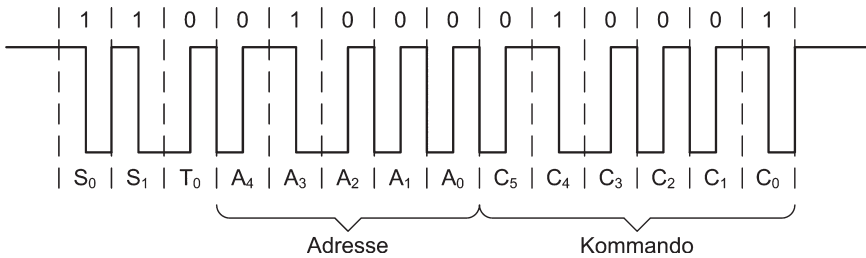 1 1 0 0 1 0 0 0 0 1 0 0 0 1
S₀ S₁ T₀ A₄ A₃ A₂ A₁ A₀ C₅ C₄ C₃ C₂ C₁ C₀
Adresse Kommando